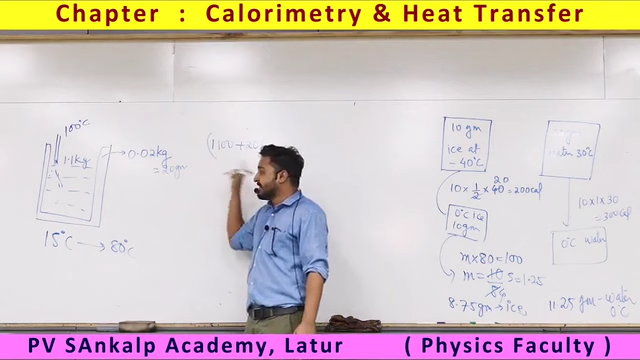 Chapter : Calorimetry & Heat Transfer
100°C
1.1kg
0.02kg
= 20gm
15°C → 80°C
(1100 + 20
10 gm
ice at
- 40°C
10 × 1/2 × 40 = 200Cal
20
0°C Ice
10gm
m × 80 = 100
m = 10/8 = 1.25
8.75gm → ice,
30°C
10×1×30
= 300Cal
0°C water
11.25 gm - water
0°C
PV SAnkalp Academy, Latur ( Physics Faculty )